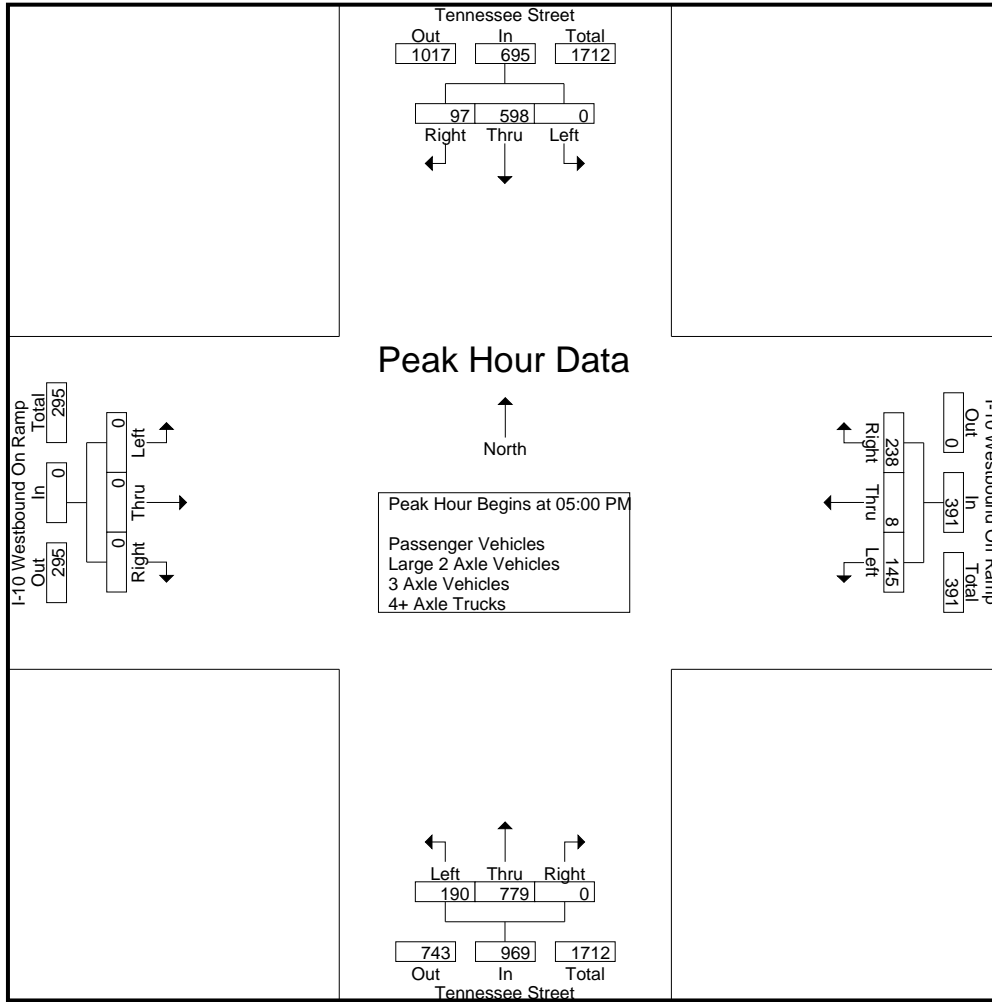 Tennessee Street
Out In Total
1017 695 1712
97 598 0
Right Thru Left
Peak Hour Data
North
Peak Hour Begins at 05:00 PM
Passenger Vehicles
Large 2 Axle Vehicles
3 Axle Vehicles
4+ Axle Trucks
I-10 Westbound On Ramp
Total In Out
295 0 295
0 0 0
Left Thru Right
I-10 Westbound Off Ramp
Out In Total
0 391 391
238 8 145
Right Thru Left
Left Thru Right
190 779 0
743 969 1712
Out In Total
Tennessee Street